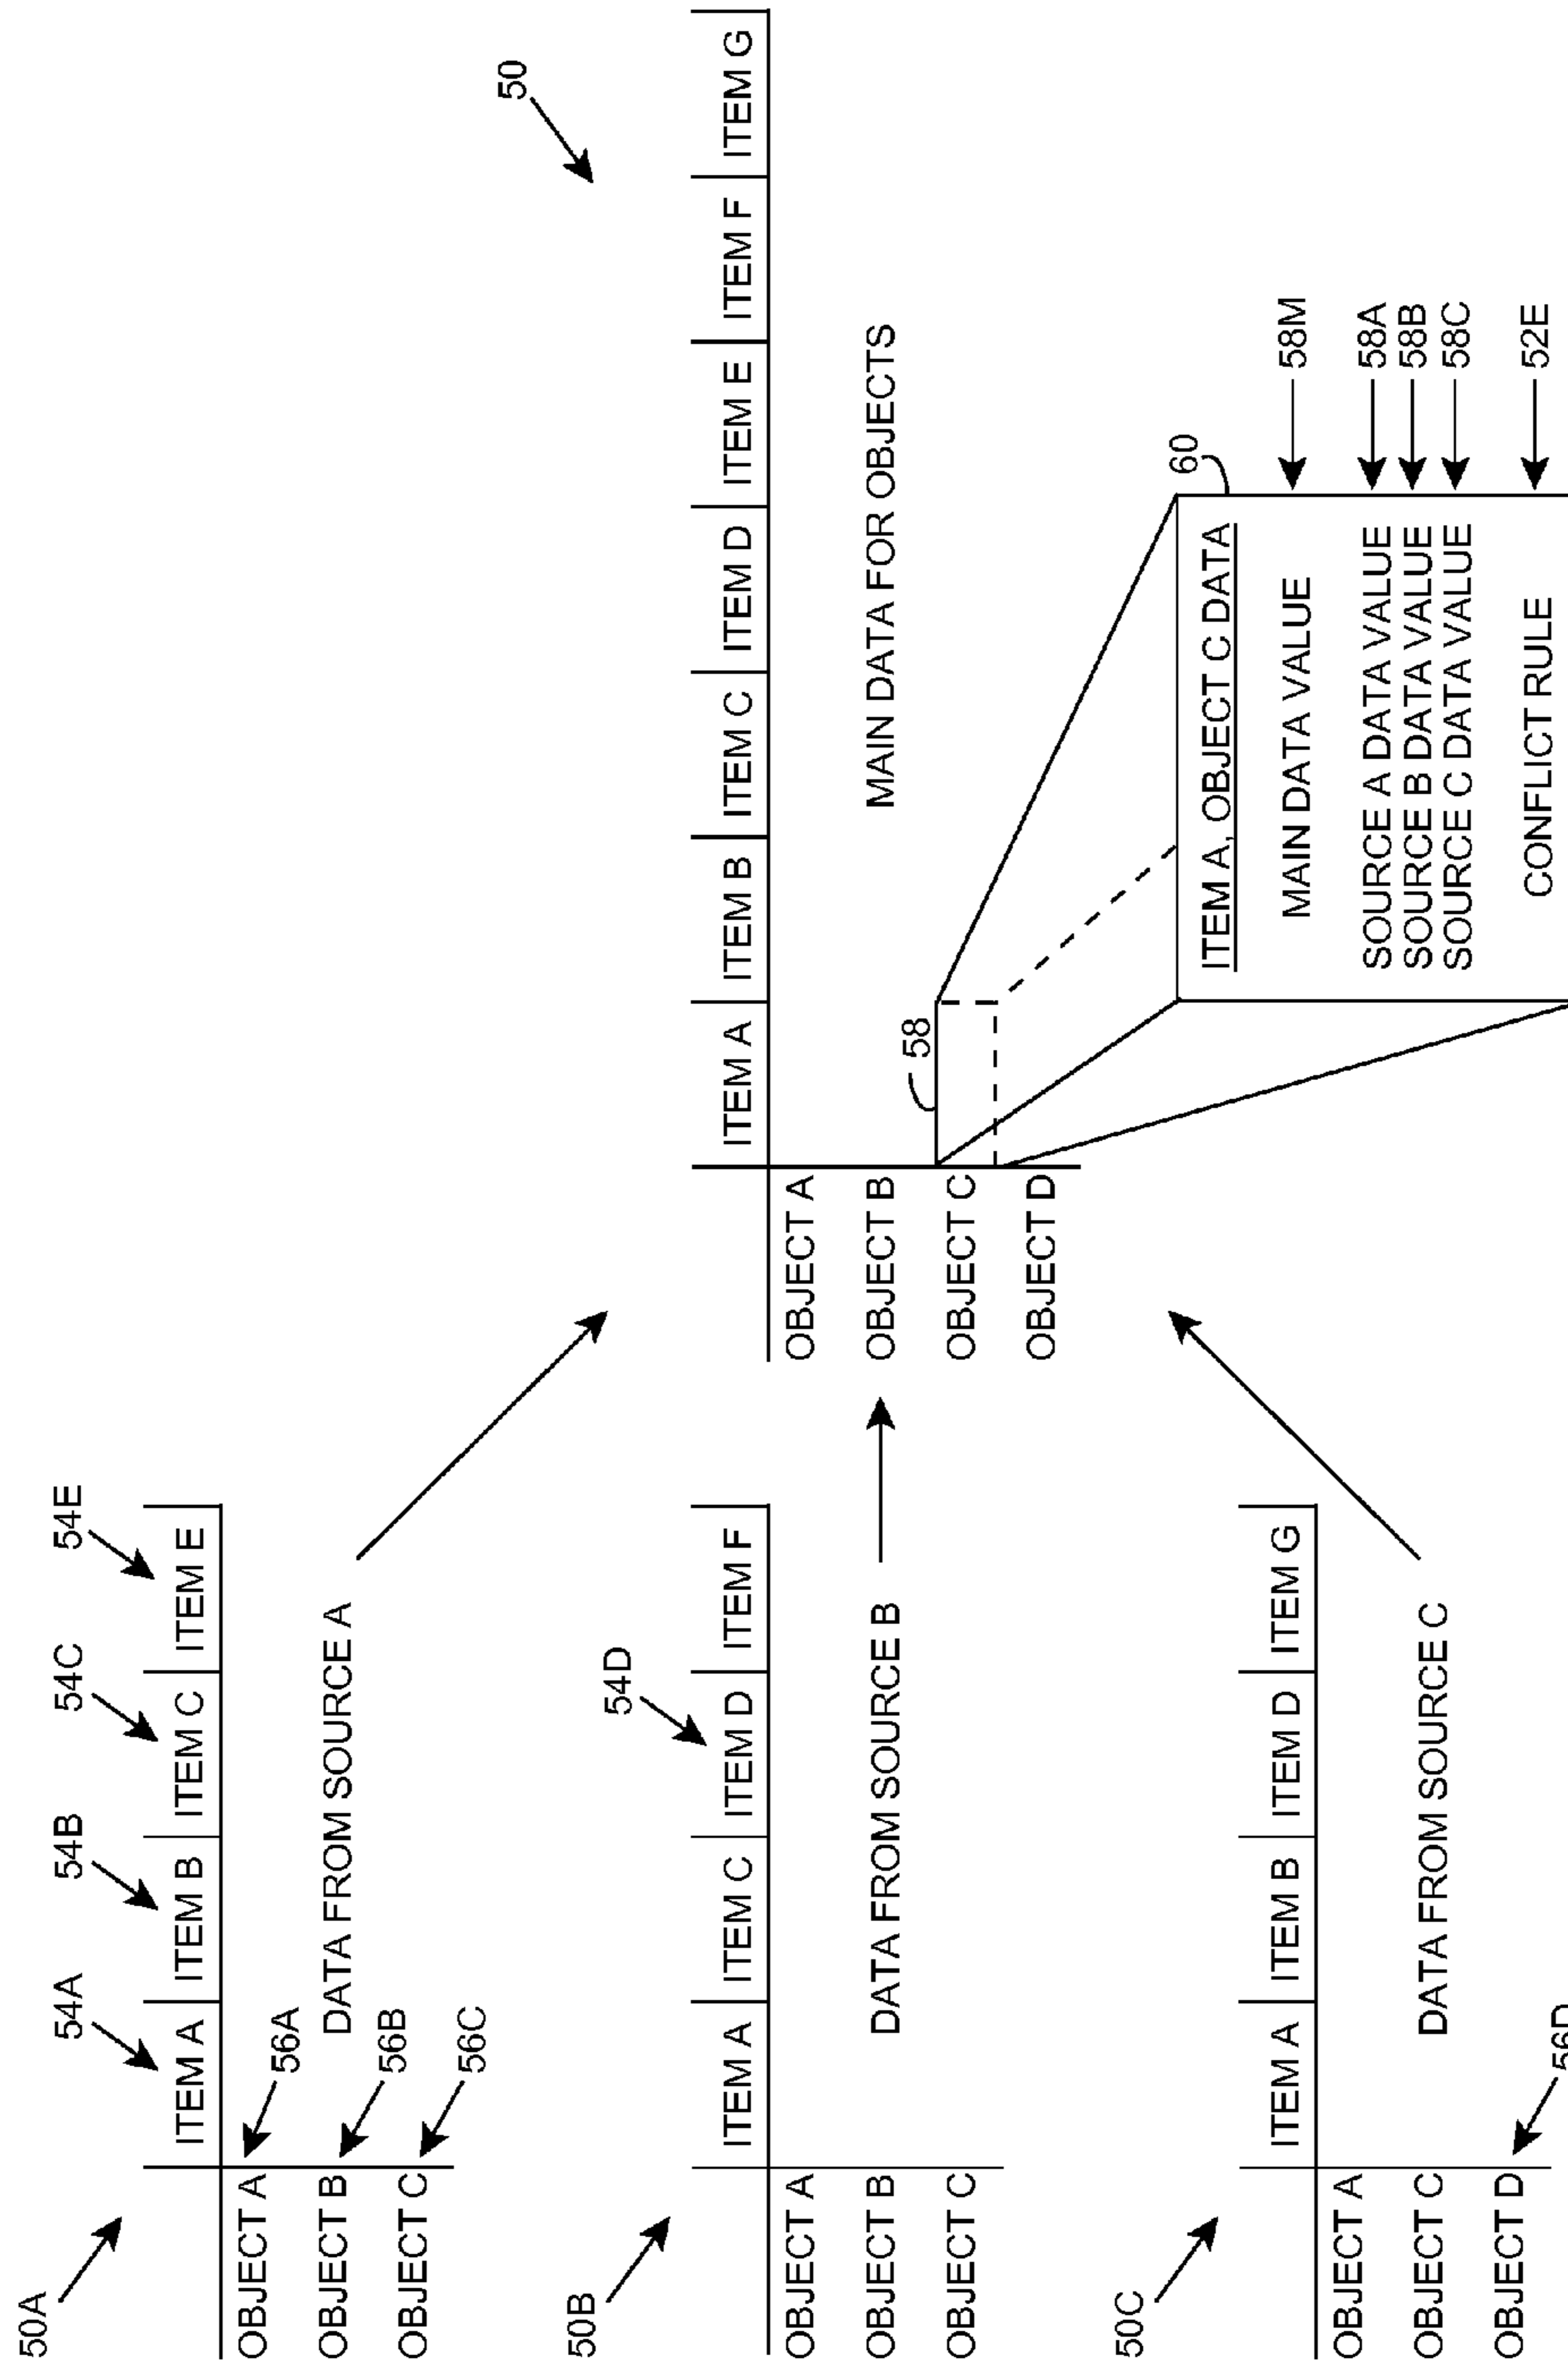 50A
54A
54B
54C
54E
ITEM A
ITEM B
ITEM C
ITEM E
OBJECT A
OBJECT B
OBJECT C
56A
56B
56C
DATA FROM SOURCE A
50B
54D
ITEM A
ITEM C
ITEM D
ITEM F
OBJECT A
OBJECT B
OBJECT C
DATA FROM SOURCE B
50C
ITEM A
ITEM B
ITEM D
ITEM G
OBJECT A
OBJECT C
OBJECT D
56D
DATA FROM SOURCE C
50
ITEM A
ITEM B
ITEM C
ITEM D
ITEM E
ITEM F
ITEM G
OBJECT A
OBJECT B
OBJECT C
OBJECT D
MAIN DATA FOR OBJECTS
58
60
ITEM A, OBJECT C DATA
MAIN DATA VALUE
58M
SOURCE A DATA VALUE
58A
SOURCE B DATA VALUE
58B
SOURCE C DATA VALUE
58C
CONFLICT RULE
52E